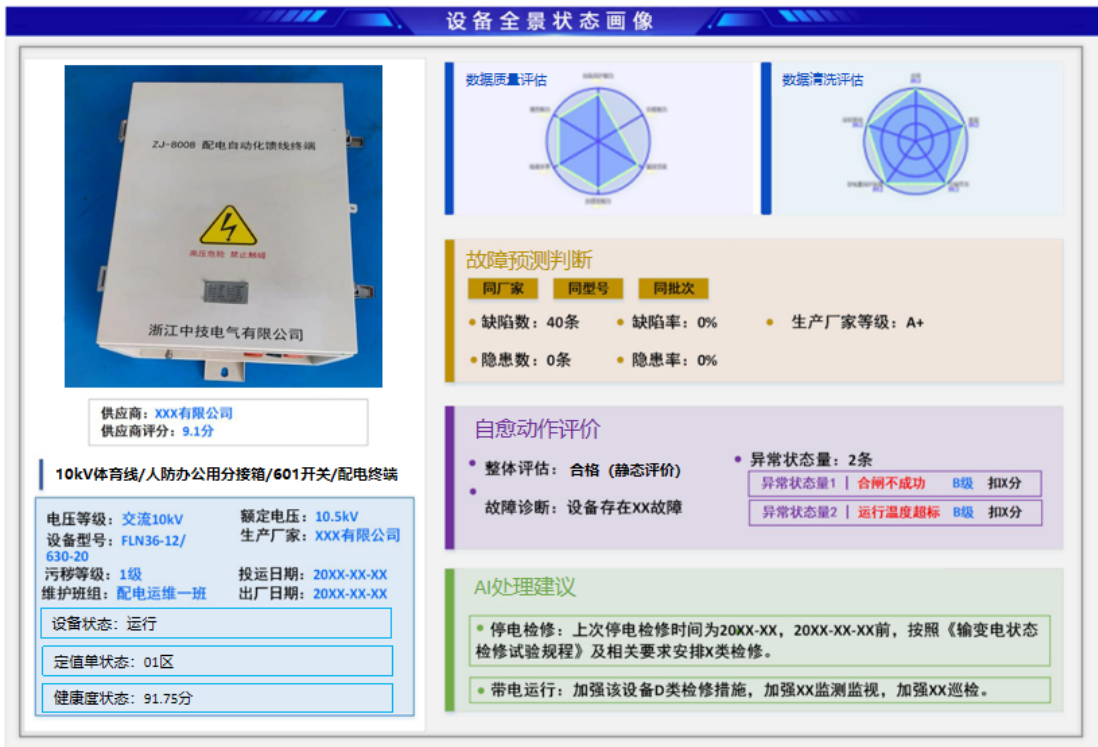 设备全景状态画像
ZJ-8008 配电自动化馈线终端
高压危险 禁止触碰
浙江中技电气有限公司
供应商：XXX有限公司
供应商评分：9.1分
10kV体育线/人防办公用分接箱/601开关/配电终端
电压等级：交流10kV
额定电压：10.5kV
设备型号：FLN36-12/
630-20
生产厂家：XXX有限公司
污秽等级：1级
投运日期：20XX-XX-XX
维护班组：配电运维一班
出厂日期：20XX-XX-XX
设备状态：运行
定值单状态：01区
健康度状态：91.75分
数据质量评估
数据清洗评估
故障预测判断
同厂家 同型号 同批次
缺陷数：40条
缺陷率：0%
生产厂家等级：A+
隐患数：0条
隐患率：0%
自愈动作评价
整体评估：合格（静态评价）
故障诊断：设备存在XX故障
异常状态量：2条
异常状态量1 | 合闸不成功 B级 扣X分
异常状态量2 | 运行温度超标 B级 扣X分
AI处理建议
停电检修：上次停电检修时间为20XX-XX，20XX-XX-XX前，按照《输变电状态
检修试验规程》及相关要求安排X类检修。
带电运行：加强该设备D类检修措施，加强XX监测监视，加强XX巡检。